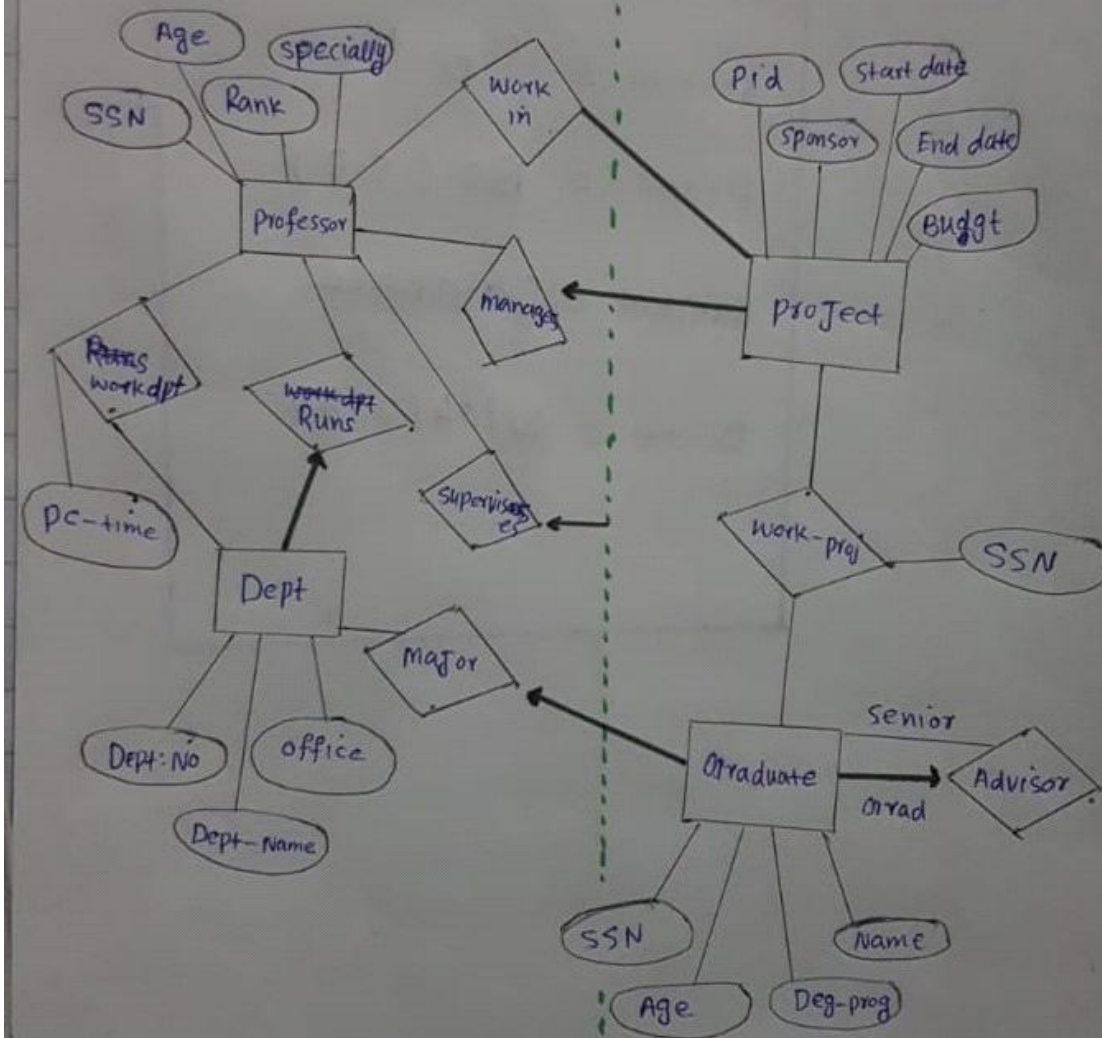 Age
specially
SSN
Rank
Work
in
Pid
Start date
Sponsor
End date
Buggt
Professor
manages
ProJect
Runs
workdpt
work dpt
Runs
PC-time
supervises
es
work-proj
SSN
Dept
MaJor
Senior
Graduate
Advisor
Grad
Dept:No
office
Dept-Name
SSN
Name
Age
Deg-prog